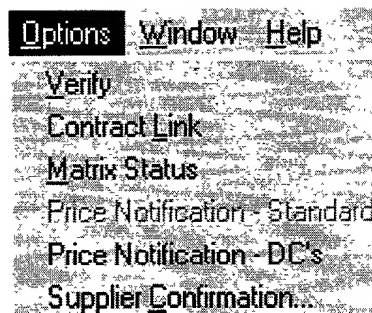 Options Window Help
Verify
Contract Link
Matrix Status
Price Notification - Standard
Price Notification - DC's
Supplier Confirmation...